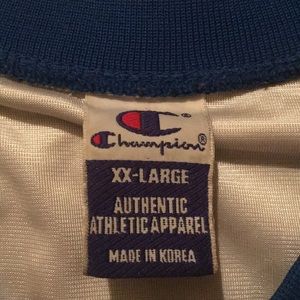 Champion®
XX-LARGE
AUTHENTIC
ATHLETIC APPAREL
MADE IN KOREA